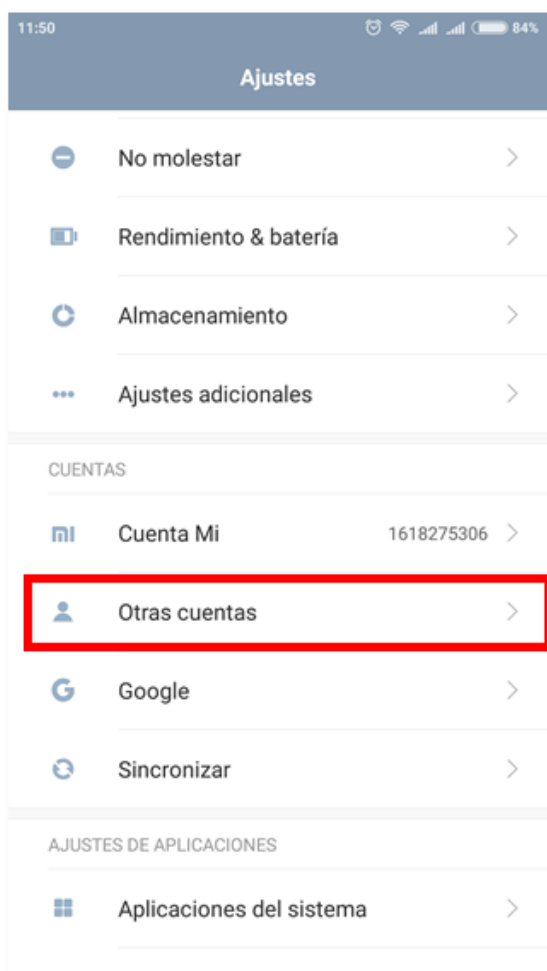 11:50 84%
Ajustes
No molestar
Rendimiento & batería
Almacenamiento
Ajustes adicionales
CUENTAS
Cuenta Mi 1618275306
Otras cuentas
Google
Sincronizar
AJUSTES DE APLICACIONES
Aplicaciones del sistema